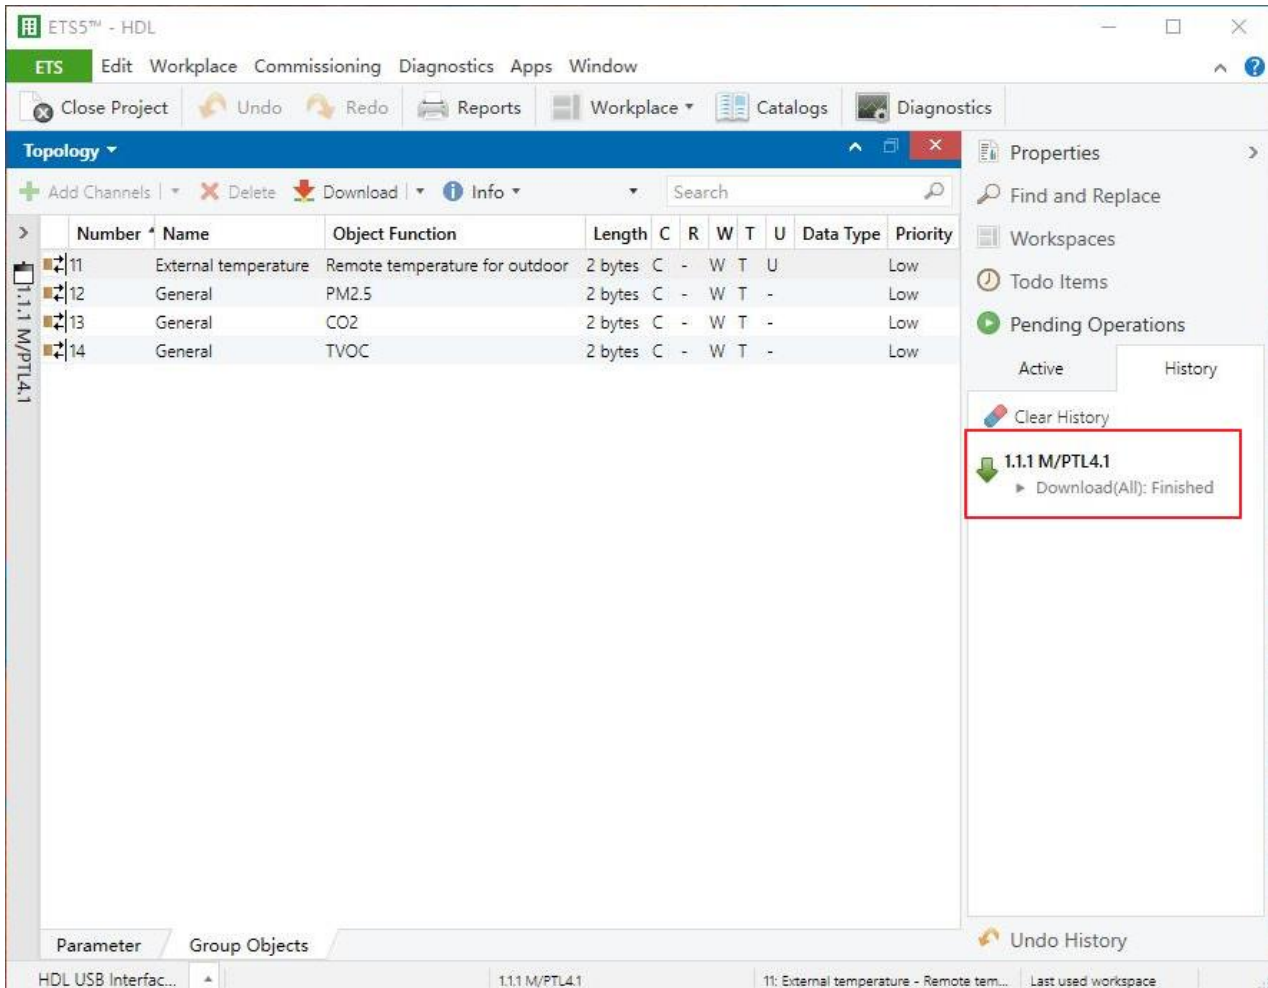 ETS5™ - HDL
ETS Edit Workplace Commissioning Diagnostics Apps Window
Close Project Undo Redo Reports Workplace Catalogs Diagnostics
Topology
Add Channels Delete Download Info Search
Number Name Object Function Length C R W T U Data Type Priority
11 External temperature Remote temperature for outdoor 2 bytes C - W T U Low
12 General PM2.5 2 bytes C - W T - Low
13 General CO2 2 bytes C - W T - Low
14 General TVOC 2 bytes C - W T - Low
1.1.1 M/PTL4.1
Parameter Group Objects
Properties
Find and Replace
Workspaces
Todo Items
Pending Operations
Active History
Clear History
1.1.1 M/PTL4.1
Download(All): Finished
Undo History
HDL USB Interfac... 1.1.1 M/PTL4.1 11: External temperature - Remote tem... Last used workspace